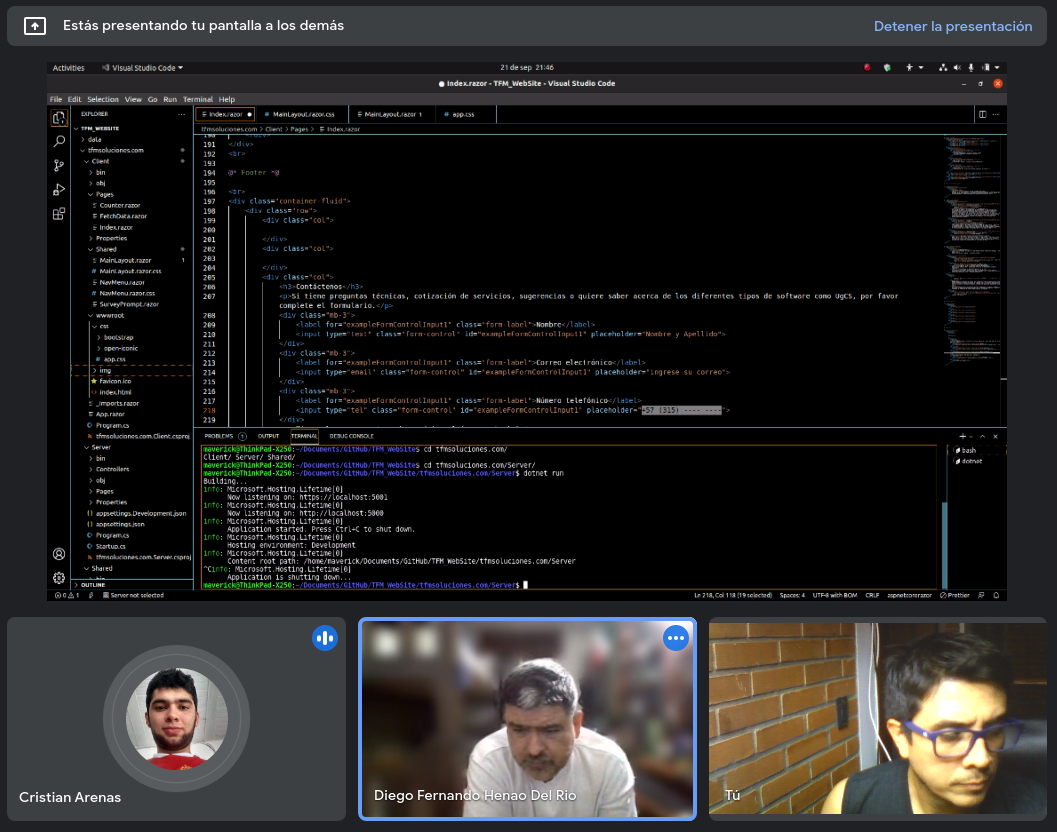 Estás presentando tu pantalla a los demás
Detener la presentación
Activities
Visual Studio Code
21 de sep 21:46
Index.razor - TFM_WebSite - Visual Studio Code
File Edit Selection View Go Run Terminal Help
EXPLORER
Index.razor
MainLayout.razor.css
MainLayout.razor 1
app.css
tfmsoluciones.com > Client > Pages > Index.razor
TFM_WEBSITE
data
tfmsoluciones.com
Client
bin
obj
Pages
Counter.razor
FetchData.razor
Index.razor
Properties
Shared
MainLayout.razor 1
MainLayout.razor.css
NavMenu.razor
NavMenu.razor.css
SurveyPrompt.razor
wwwroot
css
bootstrap
open-iconic
app.css
img
favicon.ico
index.html
_Imports.razor
App.razor
Program.cs
tfmsoluciones.com.Client.csproj
Server
bin
Controllers
obj
Pages
Properties
appsettings.Development.json
appsettings.json
Program.cs
Startup.cs
tfmsoluciones.com.Server.csproj
Shared
OUTLINE
191 </div>
192 <br>
193
194 @* Footer *@
195
196 <br>
197 <div class="container-fluid">
198 <div class="row">
199 <div class="col">
200
201 </div>
202 <div class="col">
203
204 </div>
205 <div class="col">
206 <h3>Contáctenos</h3>
207 <p>Si tiene preguntas técnicas, cotización de servicios, sugerencias o quiere saber acerca de los diferentes tipos de software como UgCS, por favor
complete el formulario.</p>
208 <div class="mb-3">
209 <label for="exampleFormControlInput1" class="form-label">Nombre</label>
210 <input type="text" class="form-control" id="exampleFormControlInput1" placeholder="Nombre y Apellido">
211 </div>
212 <div class="mb-3">
213 <label for="exampleFormControlInput1" class="form-label">Correo electrónico</label>
214 <input type="email" class="form-control" id="exampleFormControlInput1" placeholder="ingrese su correo">
215 </div>
216 <div class="mb-3">
217 <label for="exampleFormControlInput1" class="form-label">Número telefónico</label>
218 <input type="tel" class="form-control" id="exampleFormControlInput1" placeholder="+57 (315) ---- ----">
219 </div>
PROBLEMS 1 OUTPUT TERMINAL DEBUG CONSOLE
maverick@ThinkPad-X250:~/Documents/GitHub/TFM_WebSite$ cd tfmsoluciones.com/
Client/ Server/ Shared/
maverick@ThinkPad-X250:~/Documents/GitHub/TFM_WebSite$ cd tfmsoluciones.com/Server/
maverick@ThinkPad-X250:~/Documents/GitHub/TFM_WebSite/tfmsoluciones.com/Server$ dotnet run
Building...
info: Microsoft.Hosting.Lifetime[0]
Now listening on: https://localhost:5001
info: Microsoft.Hosting.Lifetime[0]
Now listening on: http://localhost:5000
info: Microsoft.Hosting.Lifetime[0]
Application started. Press Ctrl+C to shut down.
info: Microsoft.Hosting.Lifetime[0]
Hosting environment: Development
info: Microsoft.Hosting.Lifetime[0]
Content root path: /home/maverick/Documents/GitHub/TFM_WebSite/tfmsoluciones.com/Server
^Cinfo: Microsoft.Hosting.Lifetime[0]
Application is shutting down...
maverick@ThinkPad-X250:~/Documents/GitHub/TFM_WebSite/tfmsoluciones.com/Server$
bash
dotnet
0 1
Server not selected
Ln 218, Col 118 (19 selected) Spaces: 4 UTF-8 with BOM CRLF aspnetcorerazor Prettier
Cristian Arenas
Diego Fernando Henao Del Rio
Tú